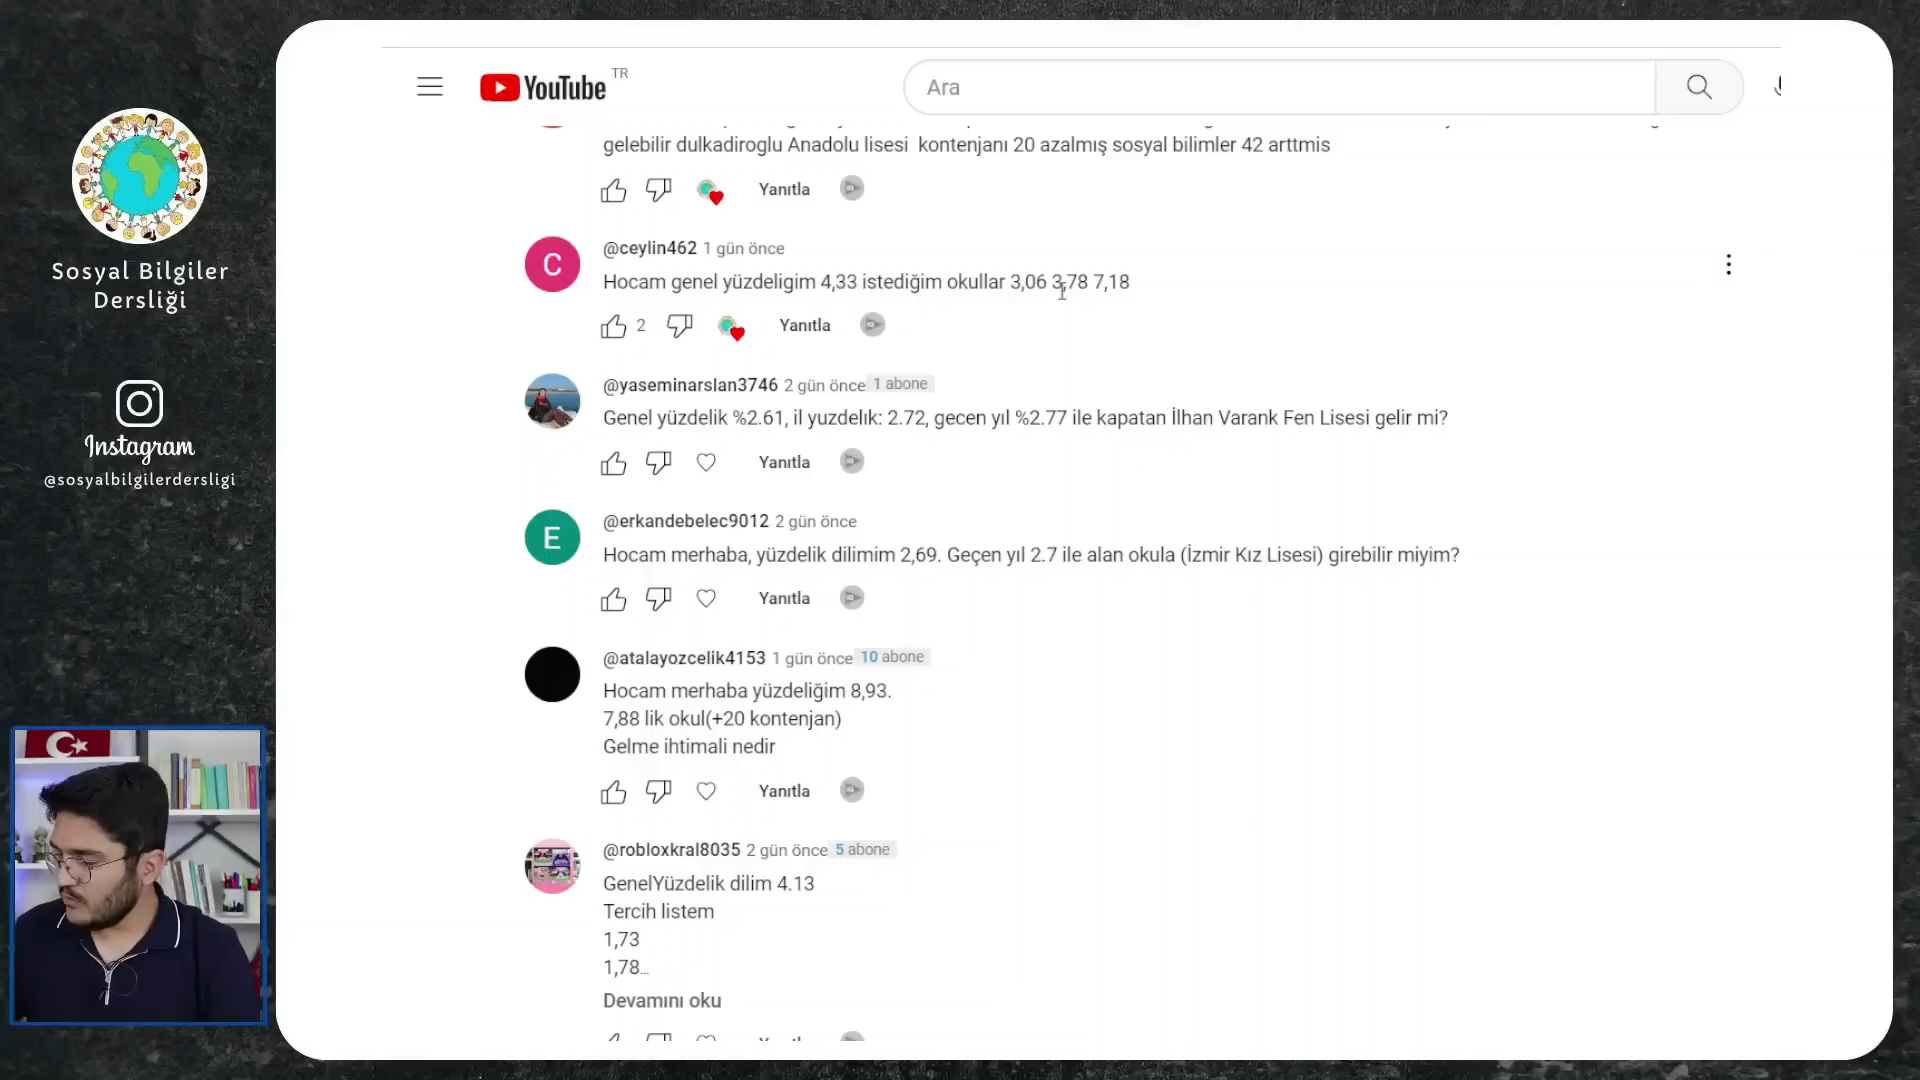 Sosyal Bilgiler
Dersliği
Instagram
@sosyalbilgilerdersligi
YouTube TR
Ara
gelebilir dulkadiroglu Anadolu lisesi kontenjanı 20 azalmış sosyal bilimler 42 arttmis
Yanıtla
@ceylin462 1 gün önce
Hocam genel yüzdeligim 4,33 istediğim okullar 3,06 3,78 7,18
2 Yanıtla
@yaseminarslan3746 2 gün önce 1 abone
Genel yüzdelik %2.61, il yuzdelık: 2.72, gecen yıl %2.77 ile kapatan İlhan Varank Fen Lisesi gelir mi?
Yanıtla
@erkandebelec9012 2 gün önce
E
Hocam merhaba, yüzdelik dilimim 2,69. Geçen yıl 2.7 ile alan okula (İzmir Kız Lisesi) girebilir miyim?
Yanıtla
@atalayozcelik4153 1 gün önce 10 abone
Hocam merhaba yüzdeliğim 8,93.
7,88 lik okul(+20 kontenjan)
Gelme ihtimali nedir
Yanıtla
@robloxkral8035 2 gün önce 5 abone
GenelYüzdelik dilim 4.13
Tercih listem
1,73
1,78...
Devamını oku